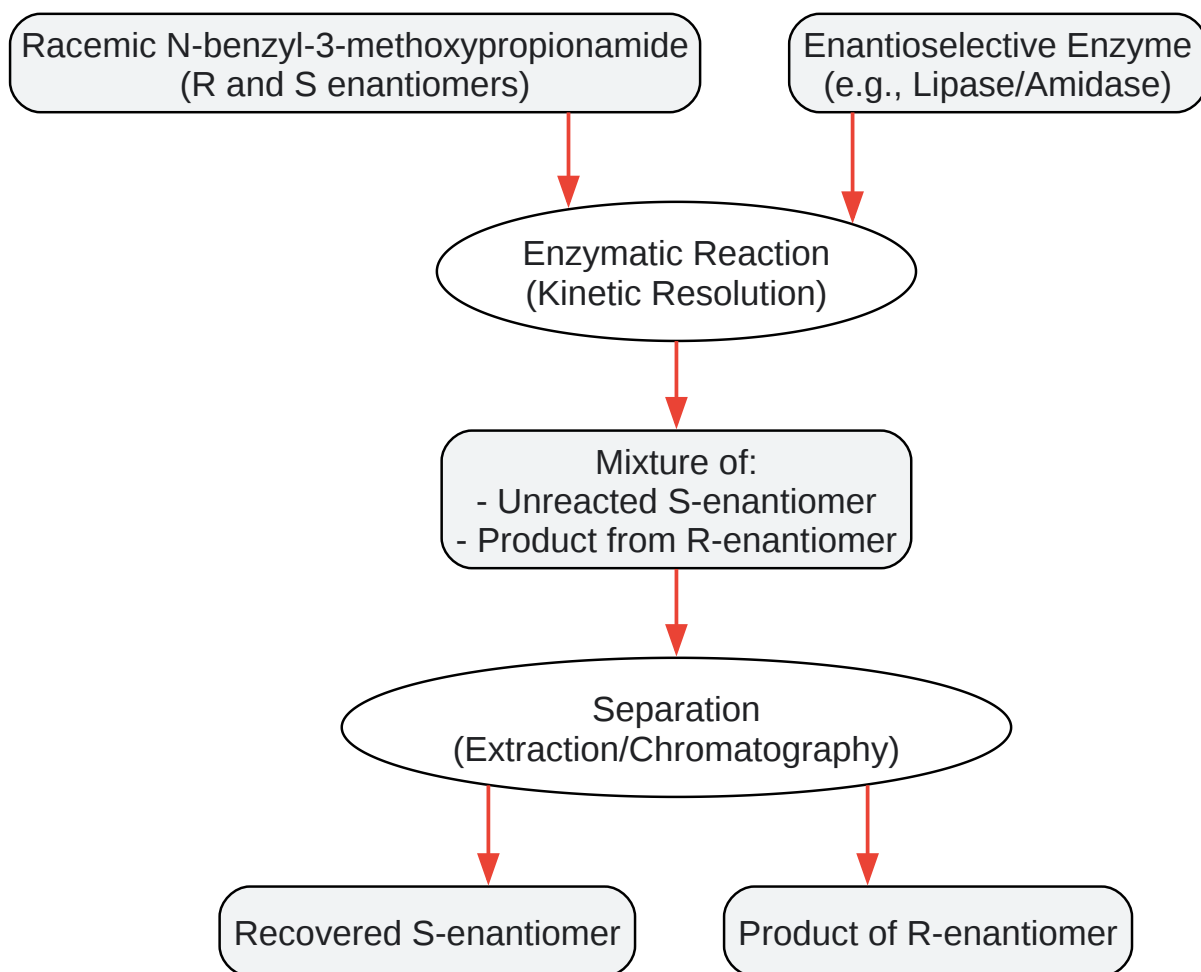 Racemic N-benzyl-3-methoxypropionamide
(R and S enantiomers)
Enantioselective Enzyme
(e.g., Lipase/Amidase)
Enzymatic Reaction
(Kinetic Resolution)
Mixture of:
- Unreacted S-enantiomer
- Product from R-enantiomer
Separation
(Extraction/Chromatography)
Recovered S-enantiomer
Product of R-enantiomer